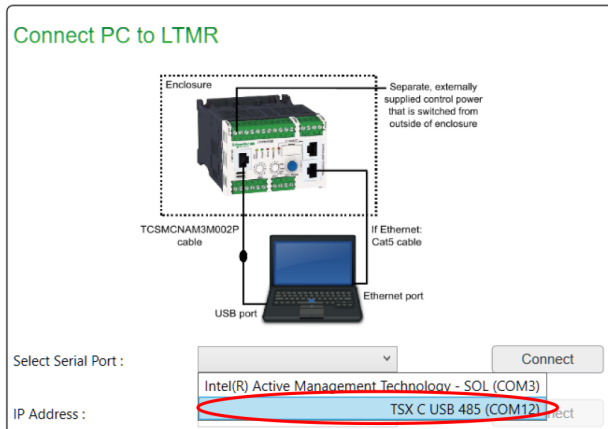 Connect PC to LTMR
Enclosure
Separate, externally
supplied control power
that is switched from
outside of enclosure
TCSMCNAM3M002P
cable
If Ethernet:
Cat5 cable
Ethernet port
USB port
Select Serial Port :
Connect
Intel(R) Active Management Technology - SOL (COM3)
TSX C USB 485 (COM12)
IP Address :